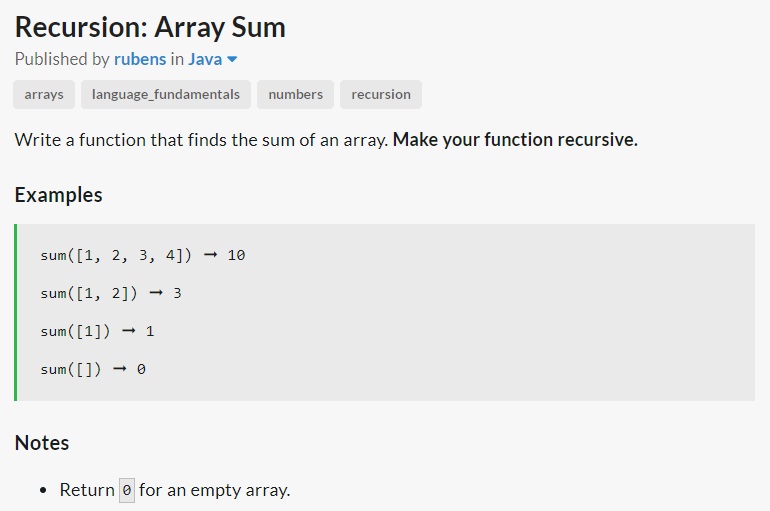 Recursion: Array Sum
Published by rubens in Java
arrays language_fundamentals numbers recursion
Write a function that finds the sum of an array. Make your function recursive.
Examples
sum([1, 2, 3, 4]) ➞ 10
sum([1, 2]) ➞ 3
sum([1]) ➞ 1
sum([]) ➞ 0
Notes
• Return 0 for an empty array.